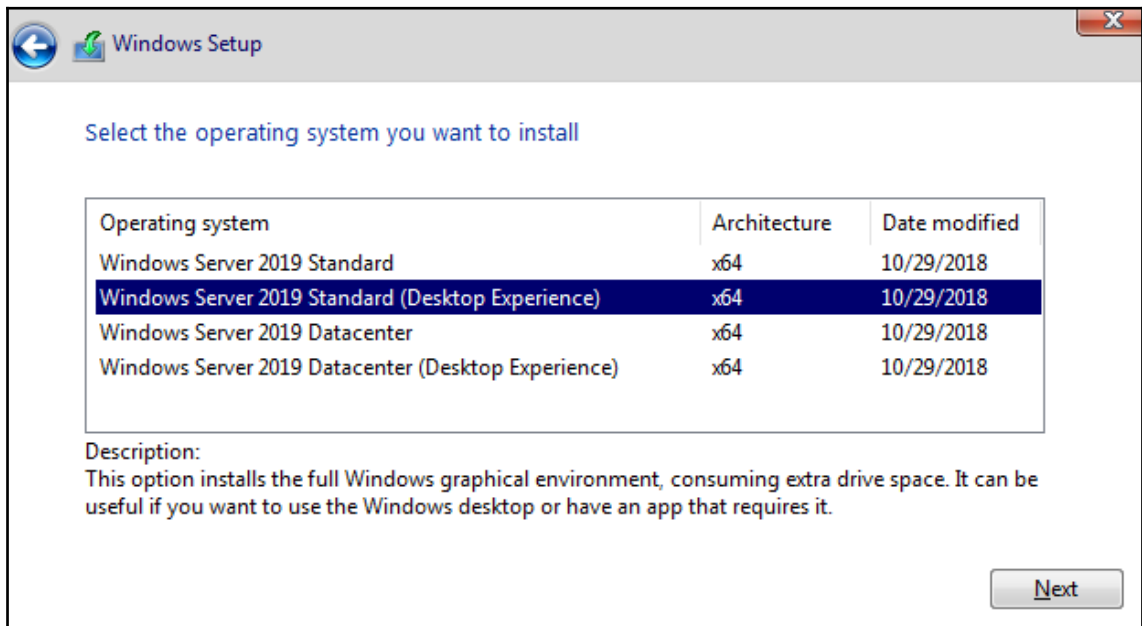 Windows Setup
Select the operating system you want to install
Operating system Architecture Date modified
Windows Server 2019 Standard x64 10/29/2018
Windows Server 2019 Standard (Desktop Experience) x64 10/29/2018
Windows Server 2019 Datacenter x64 10/29/2018
Windows Server 2019 Datacenter (Desktop Experience) x64 10/29/2018
Description:
This option installs the full Windows graphical environment, consuming extra drive space. It can be
useful if you want to use the Windows desktop or have an app that requires it.
Next